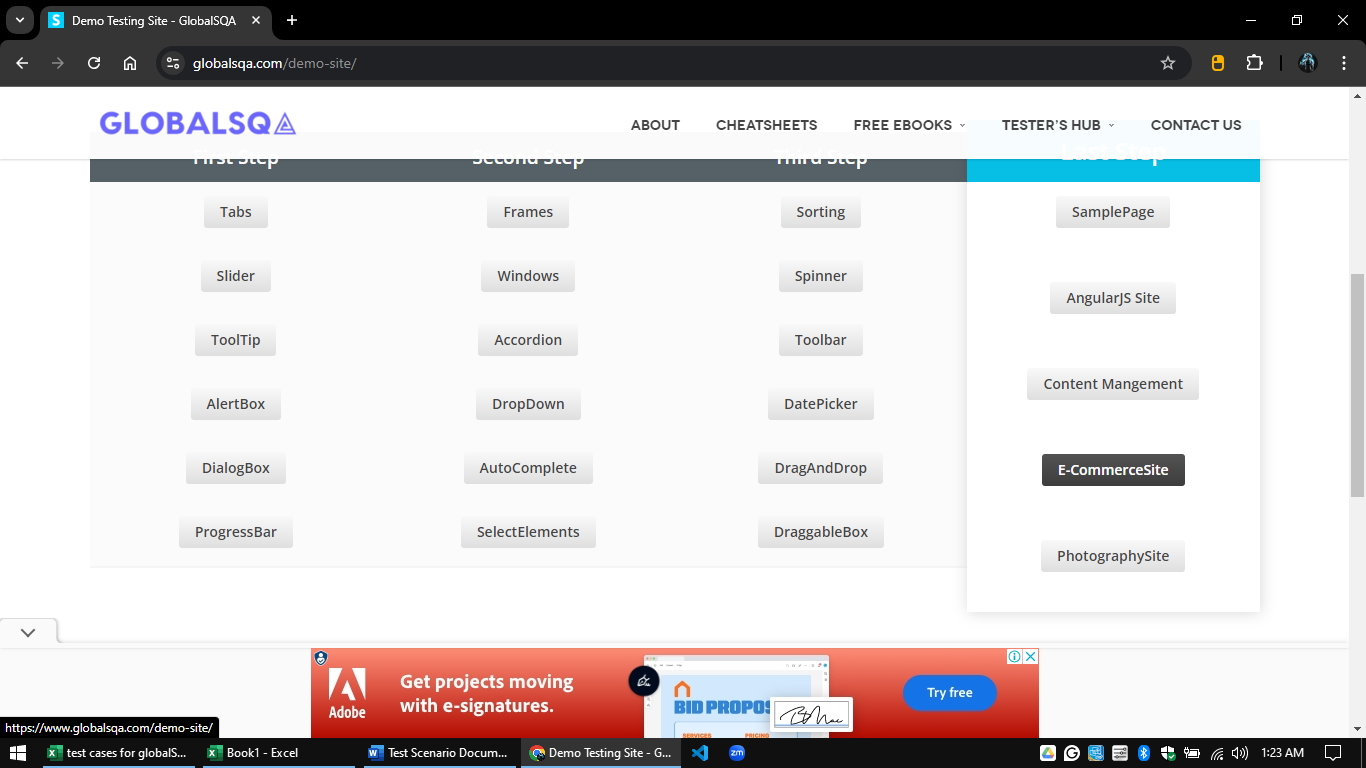 Demo Testing Site - GlobalSQA
globalsqa.com/demo-site/
GLOBALSQA
ABOUT CHEATSHEETS FREE EBOOKS TESTER'S HUB CONTACT US
First Step Second Step Third Step Last Step
Tabs Frames Sorting SamplePage
Slider Windows Spinner AngularJS Site
ToolTip Accordion Toolbar Content Mangement
AlertBox DropDown DatePicker E-CommerceSite
DialogBox AutoComplete DragAndDrop PhotographySite
ProgressBar SelectElements DraggableBox
Adobe
Get projects moving
with e-signatures.
BID PROPOS
SERVICES PRICING
Try free
https://www.globalsqa.com/demo-site/
test cases for globalS... Book1 - Excel Test Scenario Docum... Demo Testing Site - G... zm 1:23 AM